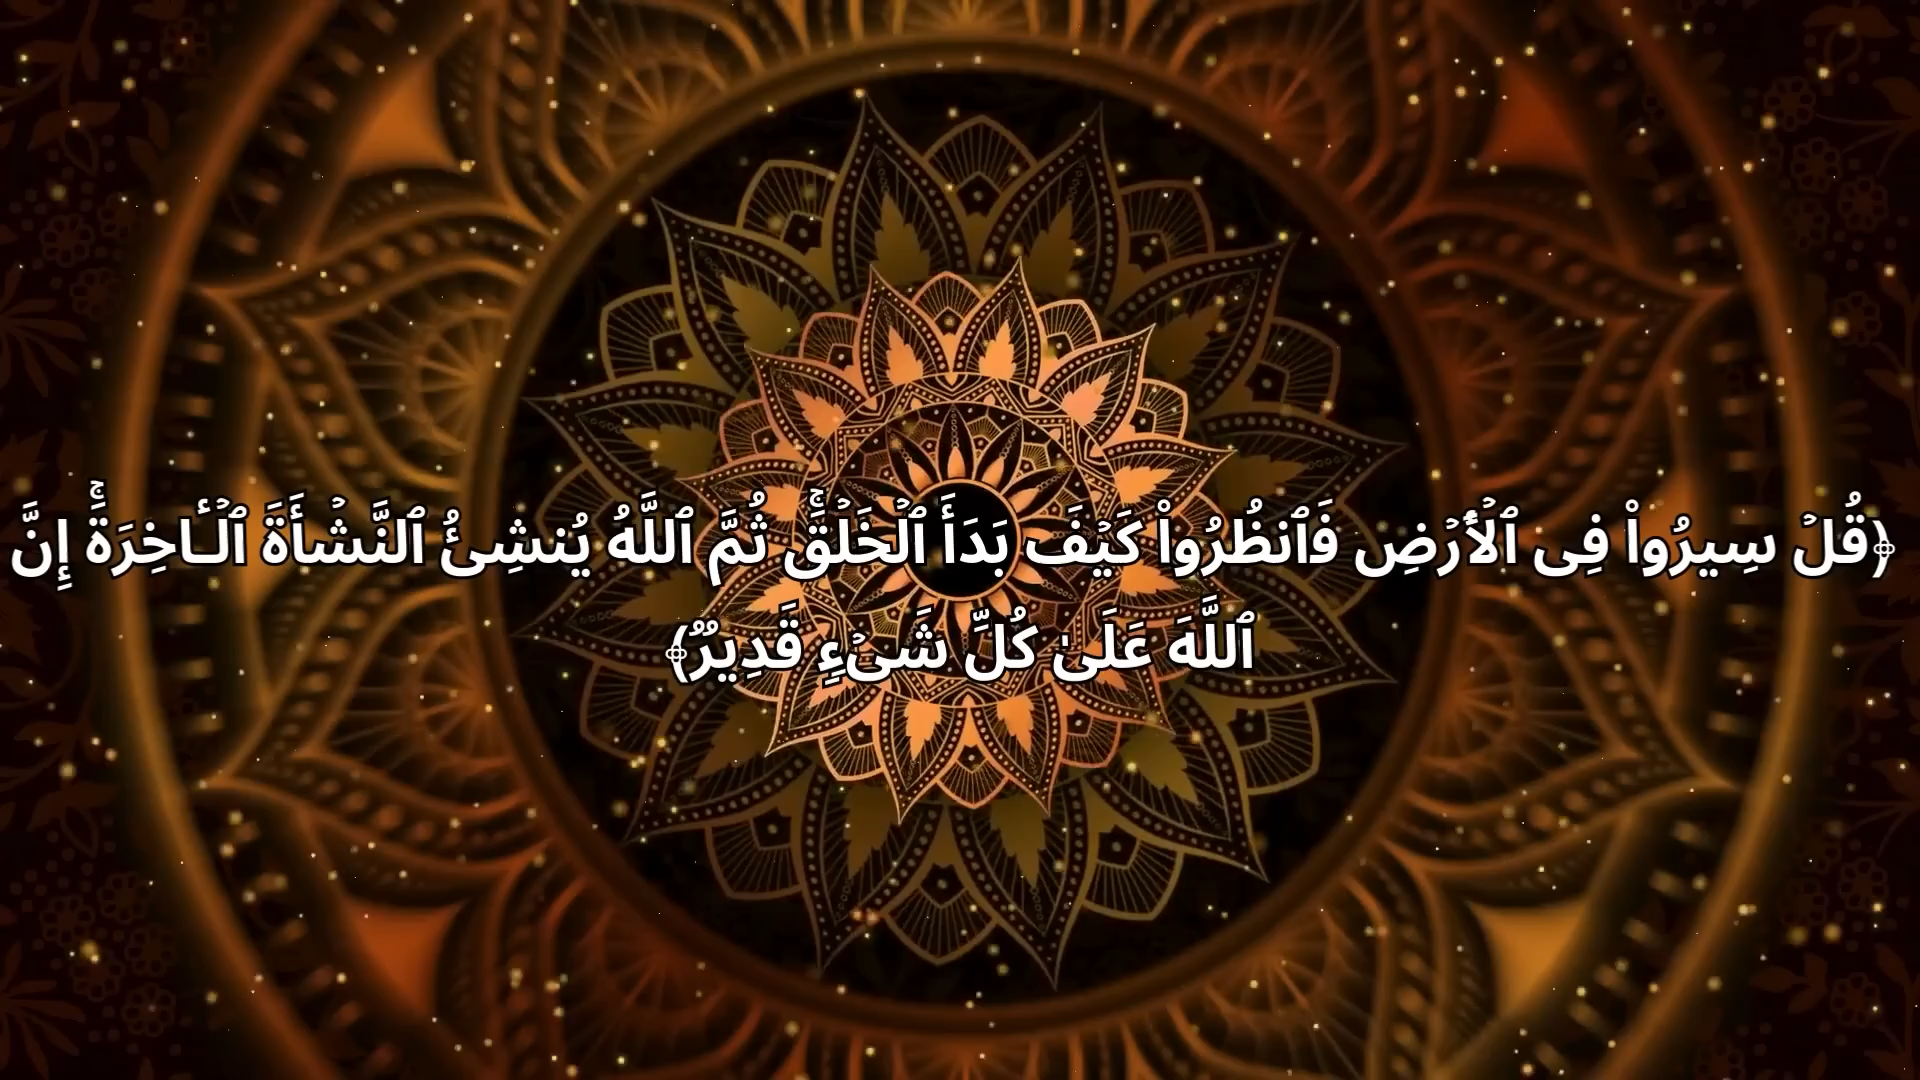 ﴿قُلۡ سِيرُواْ فِى ٱلۡأَرۡضِ فَٱنظُرُواْ كَيۡفَ بَدَأَ ٱلۡخَلۡقَۚ ثُمَّ ٱللَّهُ يُنشِئُ ٱلنَّشۡأَةَ ٱلۡـَٔاخِرَةَۚ إِنَّ
ٱللَّهَ عَلَىٰ كُلِّ شَىۡءٍ قَدِيرٌ﴾